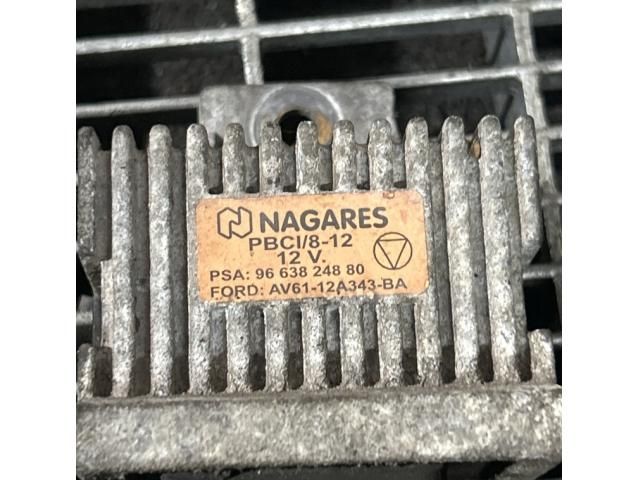 NAGARES
PBCI/8-12
12 V.
PSA: 96 638 248 80
FORD: AV61-12A343-BA